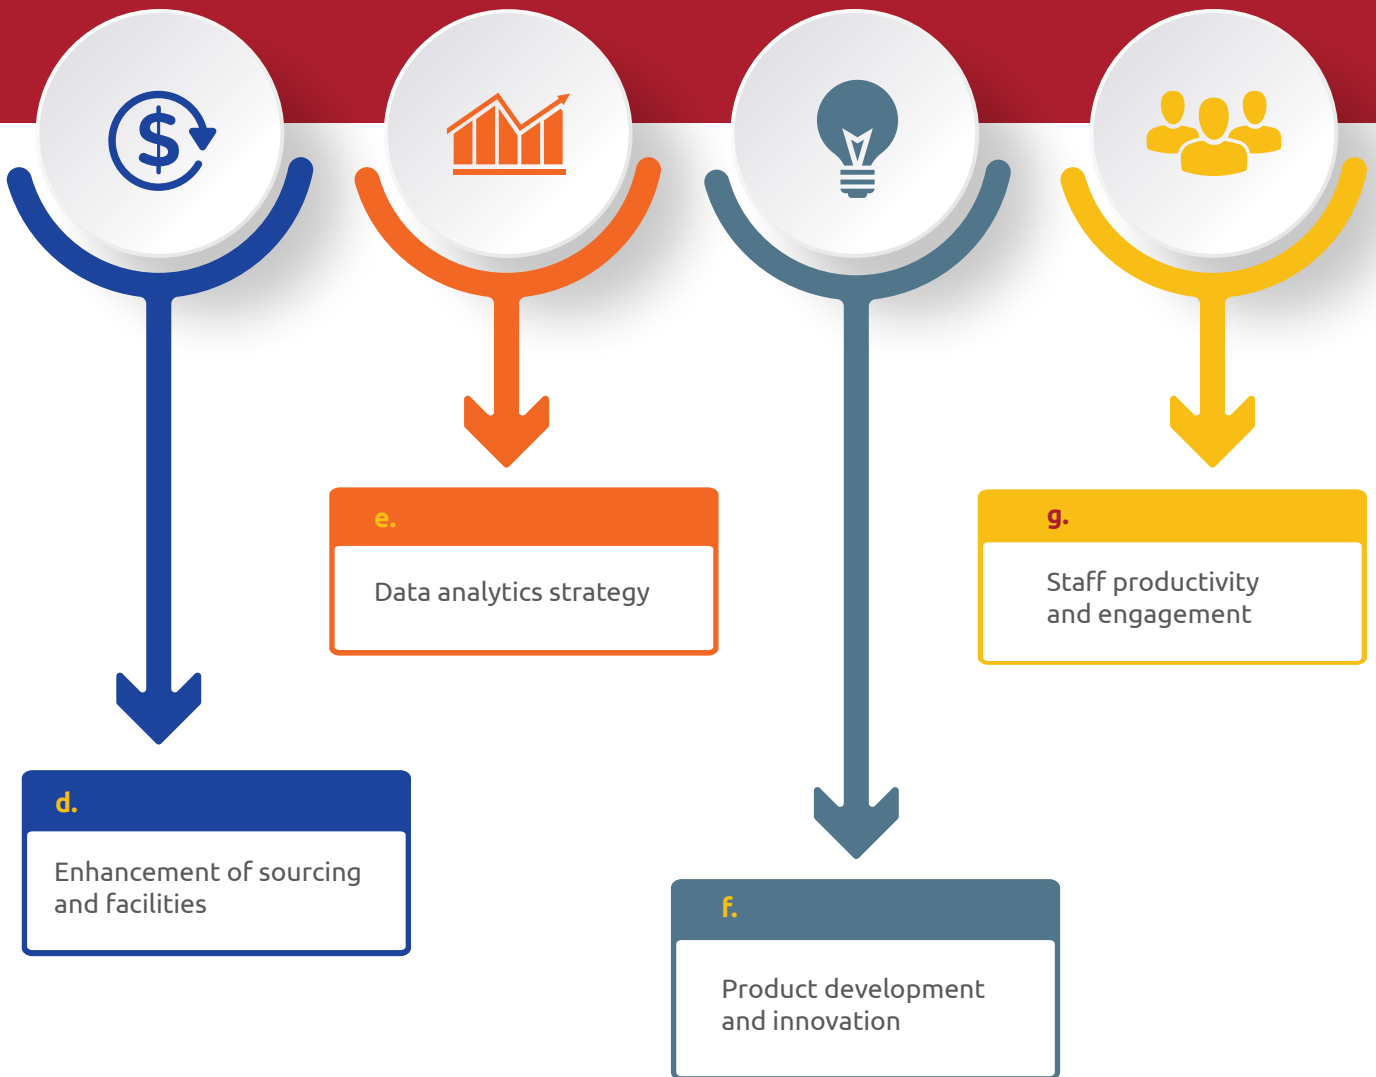 d.
Enhancement of sourcing
and facilities
e.
Data analytics strategy
f.
Product development
and innovation
g.
Staff productivity
and engagement